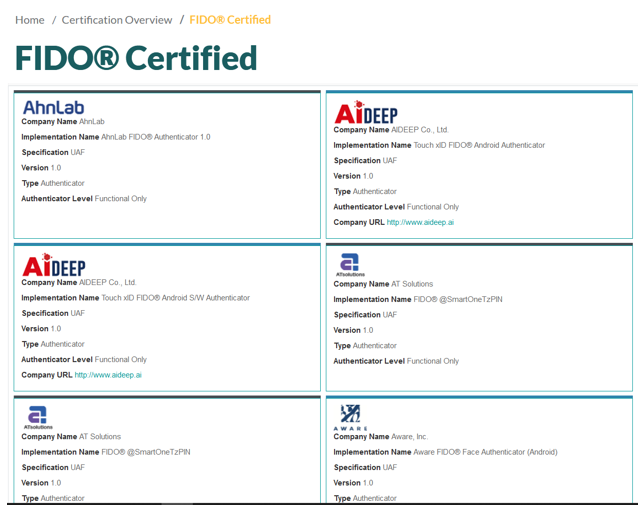 Home / Certification Overview / FIDO® Certified
FIDO® Certified
AhnLab
Company Name AhnLab
Implementation Name AhnLab FIDO® Authenticator 1.0
Specification UAF
Version 1.0
Type Authenticator
Authenticator Level Functional Only
AiDEEP
Company Name AIDEEP Co., Ltd.
Implementation Name Touch xID FIDO® Android Authenticator
Specification UAF
Version 1.0
Type Authenticator
Authenticator Level Functional Only
Company URL http://www.aideep.ai
AiDEEP
Company Name AIDEEP Co., Ltd.
Implementation Name Touch xID FIDO® Android S/W Authenticator
Specification UAF
Version 1.0
Type Authenticator
Authenticator Level Functional Only
Company URL http://www.aideep.ai
ATsolutions
Company Name AT Solutions
Implementation Name FIDO® @SmartOneTzPIN
Specification UAF
Version 1.0
Type Authenticator
Authenticator Level Functional Only
ATsolutions
Company Name AT Solutions
Implementation Name FIDO® @SmartOneTzPIN
Specification UAF
Version 1.0
Type Authenticator
AWARE
Company Name Aware, Inc.
Implementation Name Aware FIDO® Face Authenticator (Android)
Specification UAF
Version 1.0
Type Authenticator